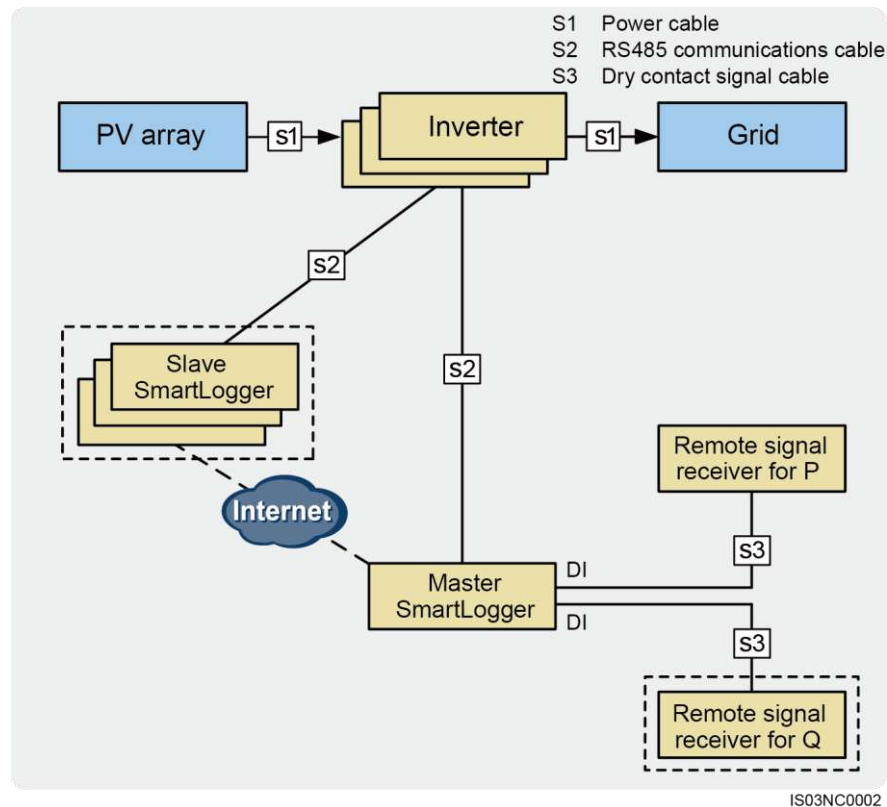 S1 Power cable
S2 RS485 communications cable
S3 Dry contact signal cable
PV array
S1
Inverter
S1
Grid
S2
Slave
SmartLogger
S2
Internet
Remote signal
receiver for P
S3
Master
SmartLogger
DI
DI
S3
Remote signal
receiver for Q
IS03NC0002